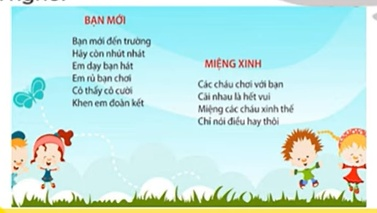 BẠN MỚI
Bạn mới đến trường
Hãy còn nhút nhát
Em dạy bạn hát
Em rủ bạn chơi
Cô thấy cô cười
Khen em đoàn kết
MIỆNG XINH
Các cháu chơi với bạn
Cãi nhau là hết vui
Miệng các cháu xinh thế
Chỉ nói điều hay thôi